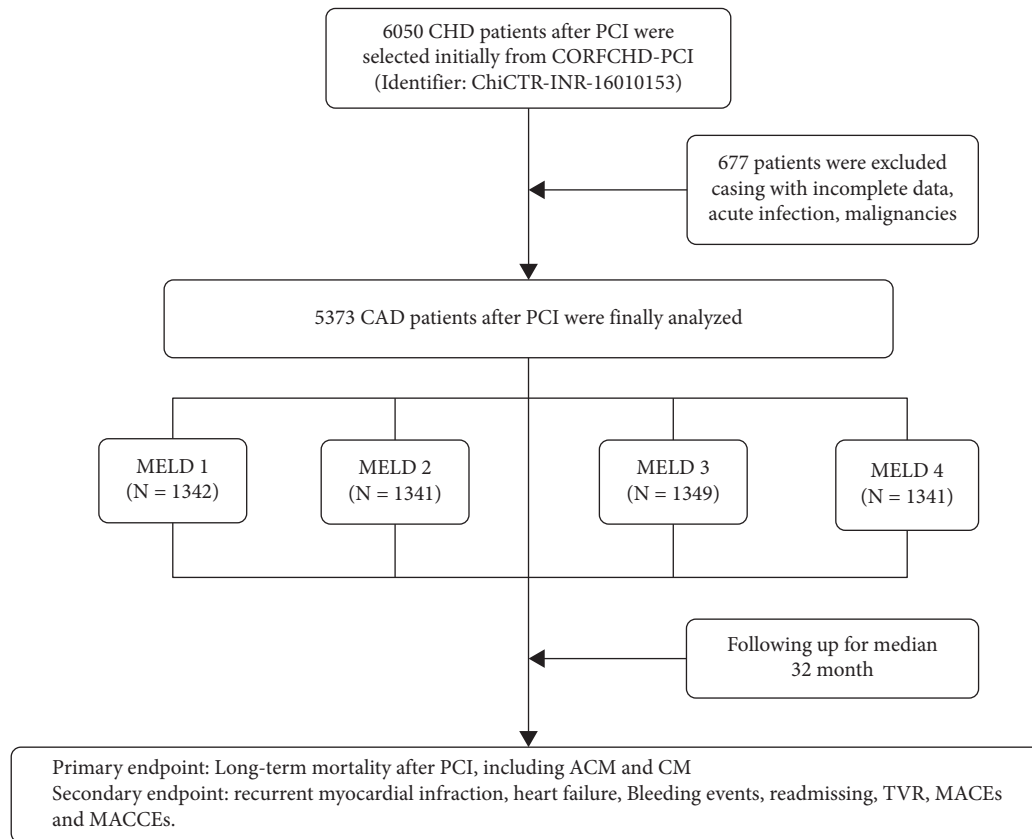 6050 CHD patients after PCI were
selected initially from CORFCHD-PCI
(Identifier: ChiCTR-INR-16010153)
677 patients were excluded
casing with incomplete data,
acute infection, malignancies
5373 CAD patients after PCI were finally analyzed
MELD 1
(N = 1342)
MELD 2
(N = 1341)
MELD 3
(N = 1349)
MELD 4
(N = 1341)
Following up for median
32 month
Primary endpoint: Long-term mortality after PCI, including ACM and CM
Secondary endpoint: recurrent myocardial infraction, heart failure, Bleeding events, readmissing, TVR, MACEs
and MACCEs.